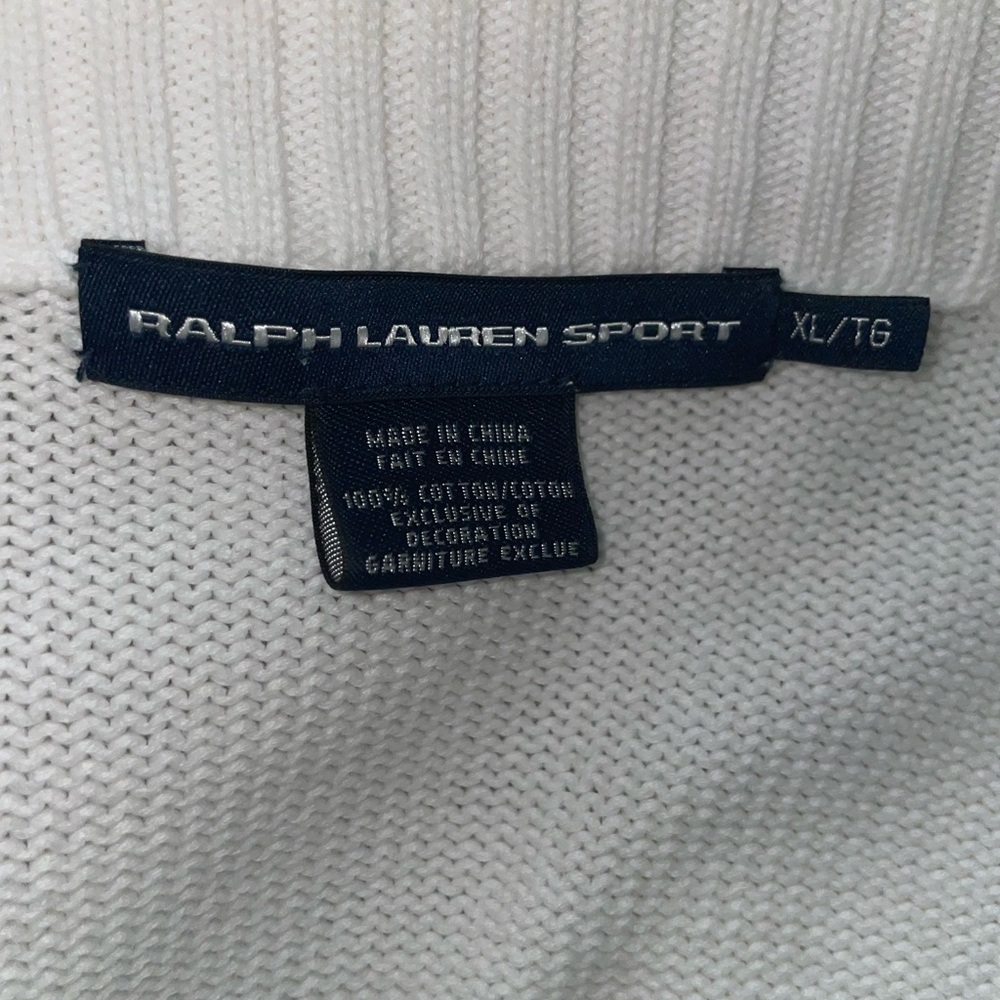 RALPH LAUREN SPORT
XL/TG
MADE IN CHINA
FAIT EN CHINE
100% COTTON/COTON
EXCLUSIVE OF
DECORATION
GARNITURE EXCLUE